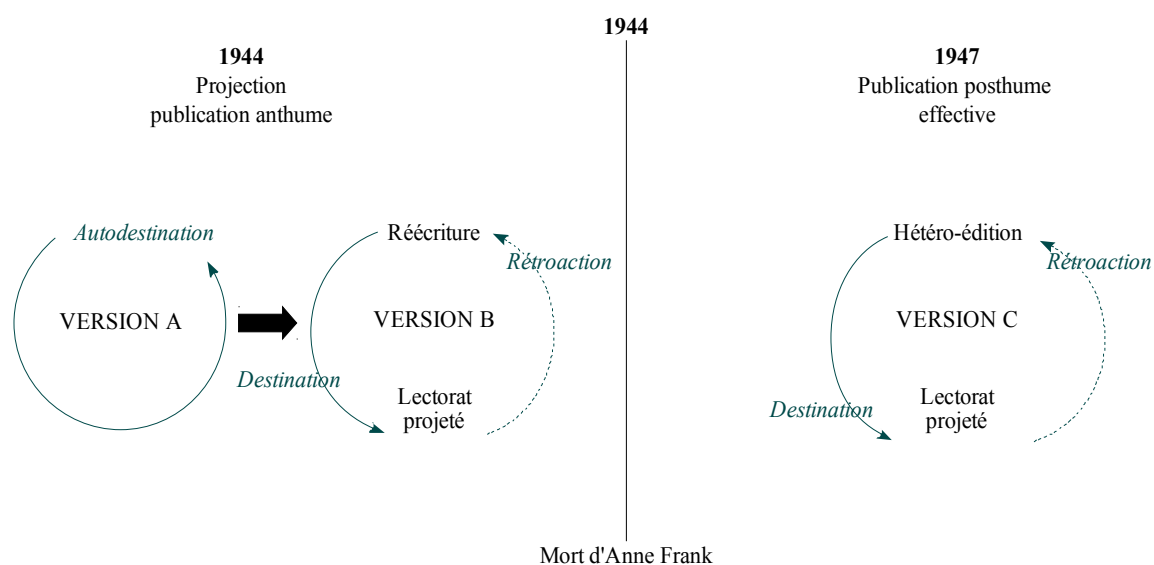 1944
1944
Projection
publication anthume
1947
Publication posthume
effective
Autodestination
VERSION A
Réécriture
Rétroaction
VERSION B
Destination
Lectorat
projeté
Hétéro-édition
Rétroaction
VERSION C
Destination
Lectorat
projeté
Mort d'Anne Frank